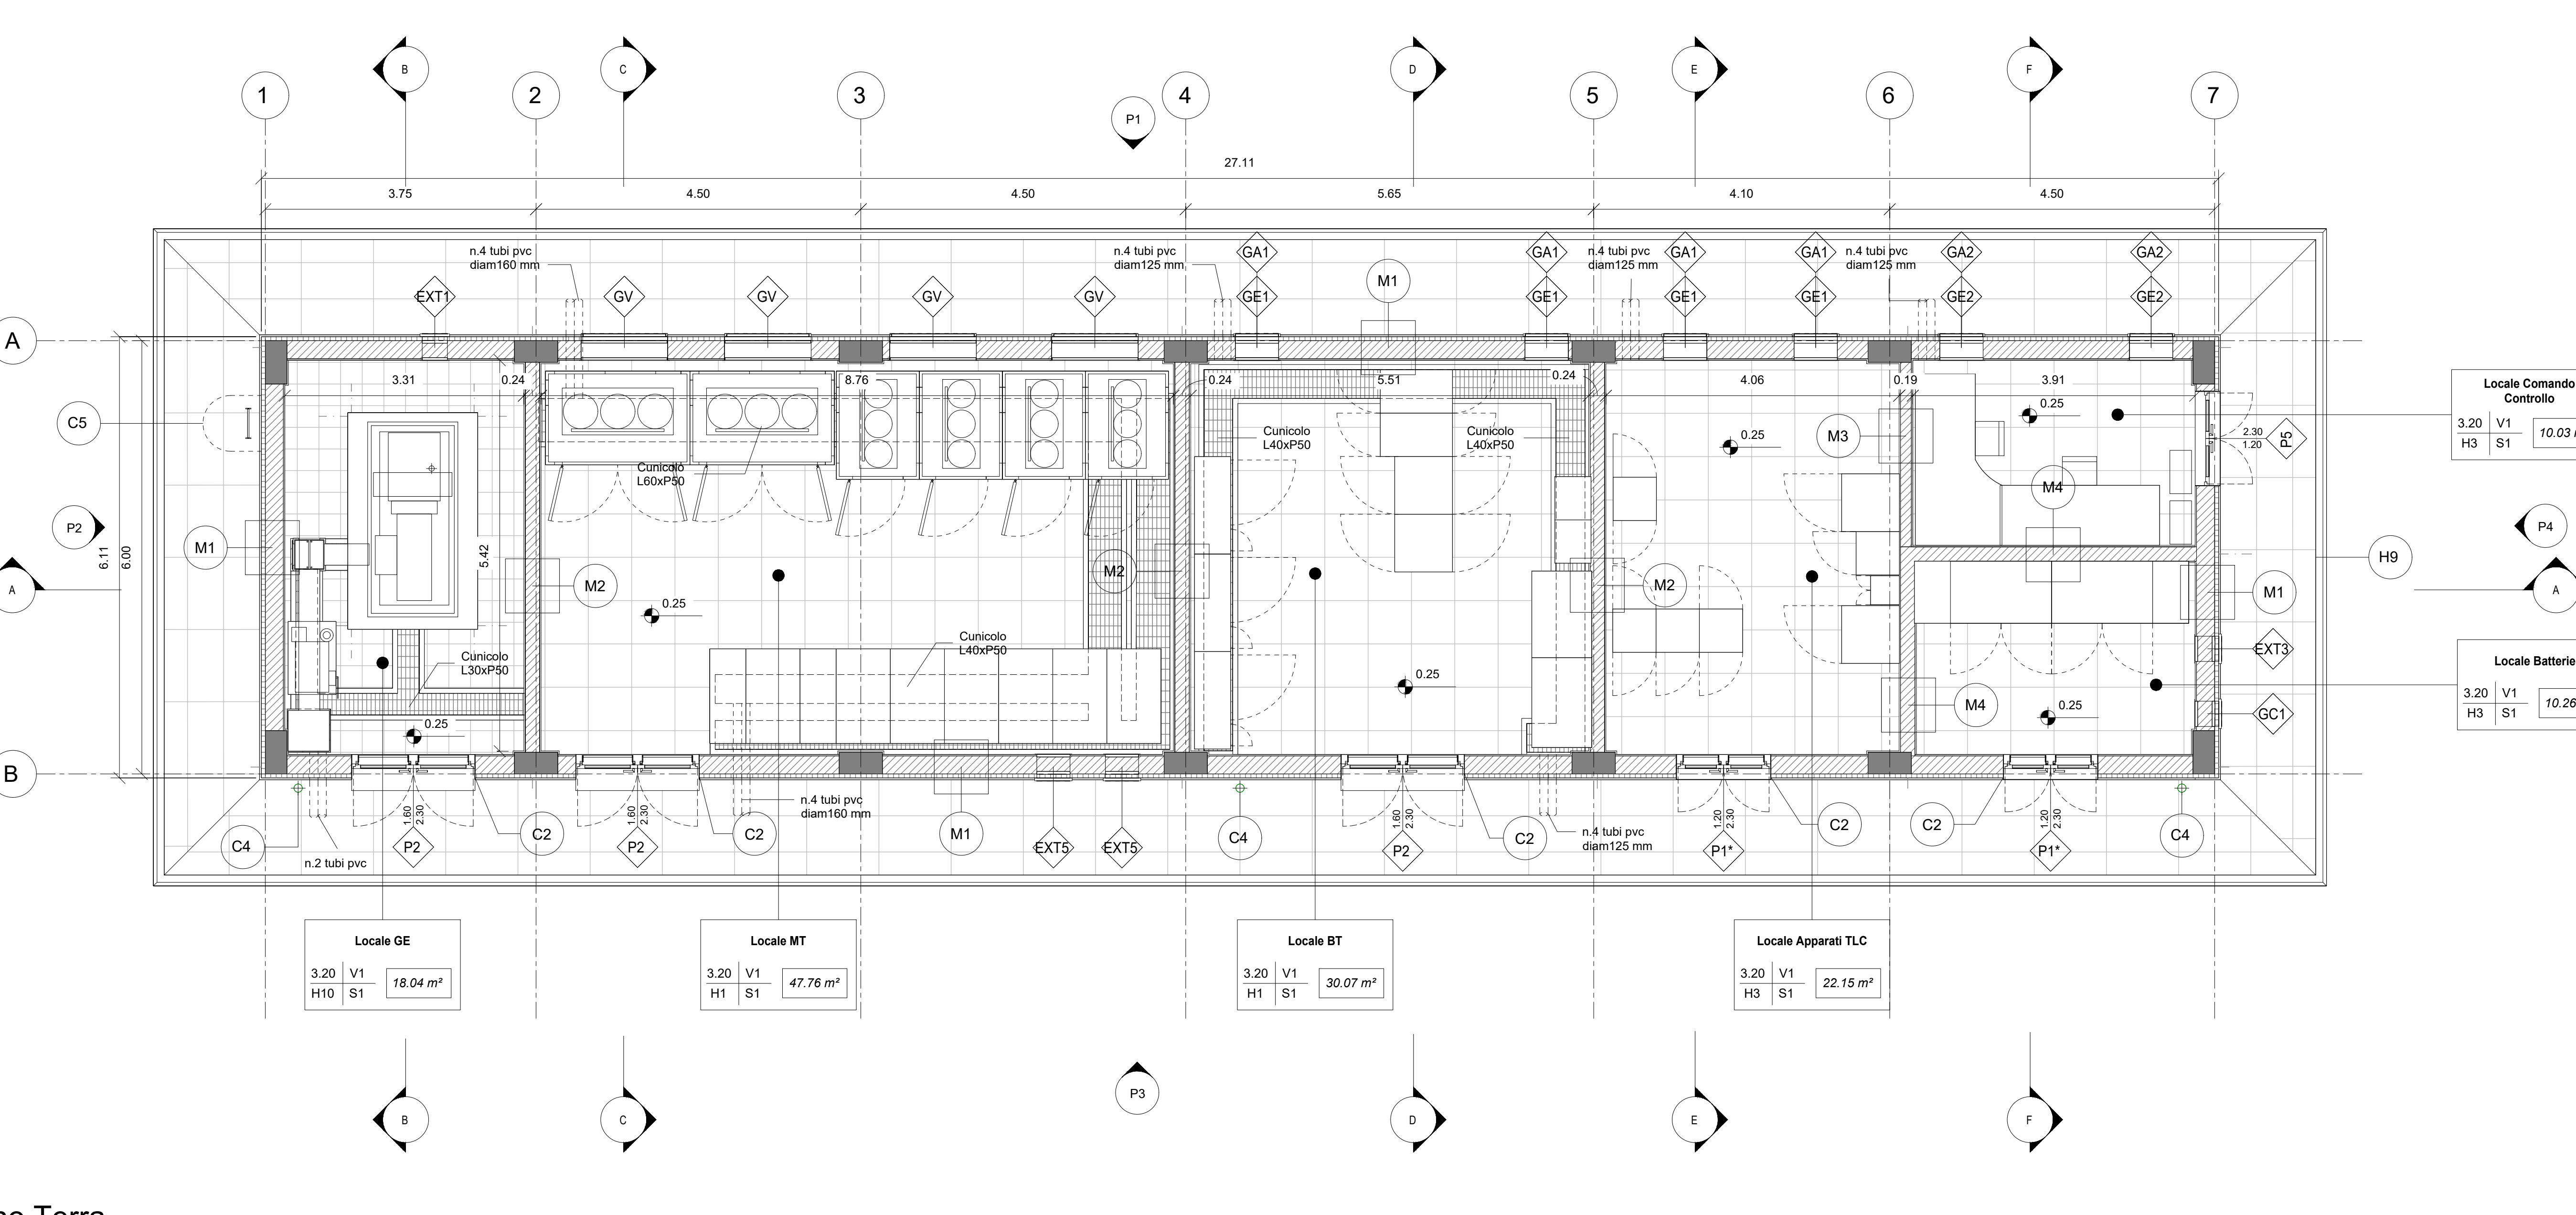 B C D E F
1 2 3 4 5 6 7
P1
27.11
3.75 4.50 4.50 5.65 4.10 4.50
n.4 tubi pvc n.4 tubi pvc GA1 GA1 n.4 tubi pvc GA1 GA1 n.4 tubi pvc GA2 GA2
diam160 mm diam125 mm diam125 mm diam125 mm
M1
EXT1 GV GV GV GV GE1 GE1 GE1 GE1 GE2 GE2
A
3.31 0.24 8.76 0.24 5.51 0.24 4.06 0.19 3.91
Locale Comando
Controllo
3.20 V1
H3 S1
10.03
0.25
C5
Cunicolo Cunicolo
L40xP50 L40xP50
M3
0.25
2.30
1.20
P5
Cunicolo
L60xP50
M4
P2
P4
M1
6.11
6.00
5.42
M2
M2
M2
H9
A
A
M1
0.25
Cunicolo
L40xP50
EXT3
Cunicolo
L30xP50
Locale Batterie
3.20 V1
H3 S1
10.26
0.25
M4
0.25
GC1
0.25
B
1.60
2.30
1.60
2.30
n.4 tubi pvc
diam160 mm
1.60
2.30
1.20
2.30
1.20
2.30
C4 P2 C2 P2 C2 M1 EXT5 EXT5 C4 P2 C2 P1* C2 C2 P1* C4
n.4 tubi pvc
diam125 mm
n.2 tubi pvc
Locale GE
3.20 V1
H10 S1
18.04 m²
Locale MT
3.20 V1
H1 S1
47.76 m²
Locale BT
3.20 V1
H1 S1
30.07 m²
Locale Apparati TLC
3.20 V1
H3 S1
22.15 m²
P3
B C D E F
Terra